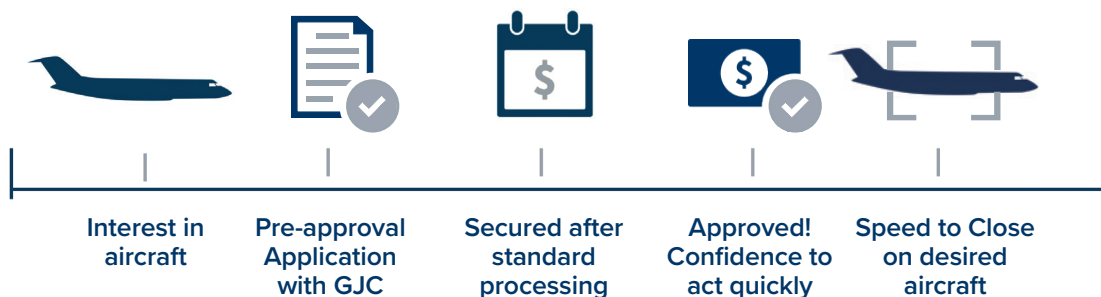 $
$
Interest in
aircraft
Pre-approval
Application
with GJC
Secured after
standard
processing
Approved!
Confidence to
act quickly
Speed to Close
on desired
aircraft